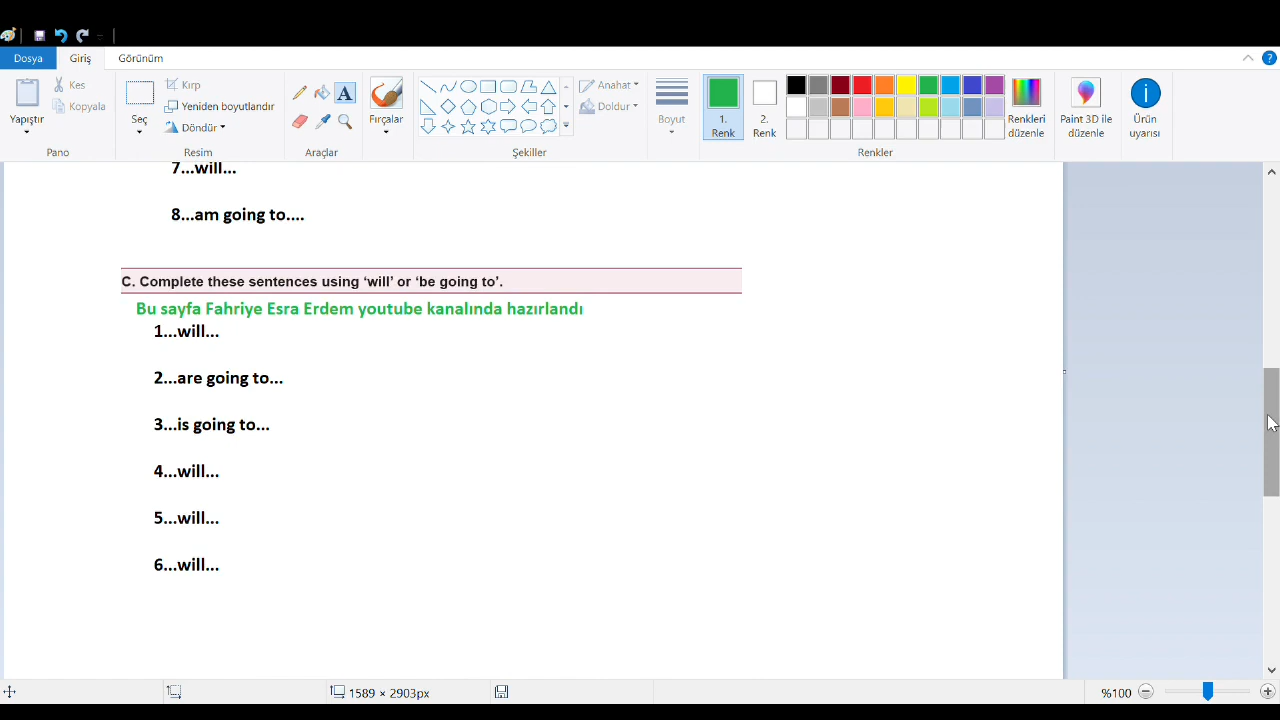 Dosya Giriş Görünüm
Yapıştır
Kes
Kopyala
Pano
Seç
Kırp
Yeniden boyutlandır
Döndür
Resim
A
Araçlar
Fırçalar
Şekiller
Anahat
Doldur
Boyut
1. Renk
2. Renk
Renkleri düzenle
Renkler
Paint 3D ile düzenle
Ürün uyarısı
7...will...
8...am going to....
C. Complete these sentences using ‘will’ or ‘be going to’.
Bu sayfa Fahriye Esra Erdem youtube kanalında hazırlandı
1...will...
2...are going to...
3...is going to...
4...will...
5...will...
6...will...
1589 × 2903px
%100